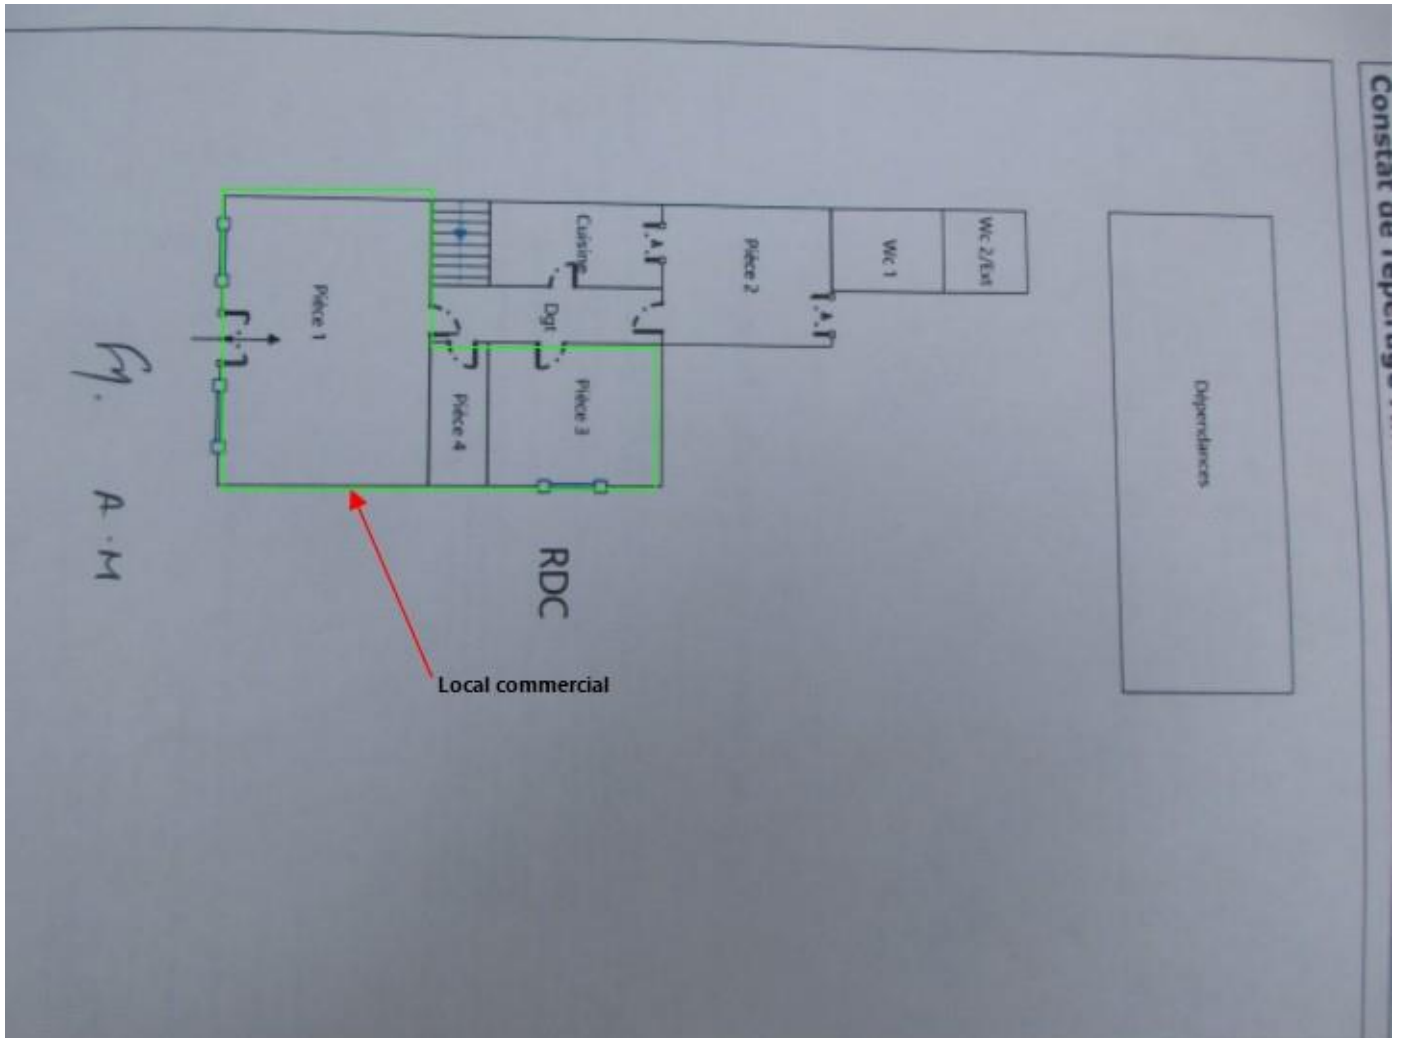 Constat de repérage
Wc 2/Ext
Wc 1
Pièce 2
Cuisine
Dgt
Pièce 1
Pièce 3
Pièce 4
Dépendances
RDC
A.M
Local commercial